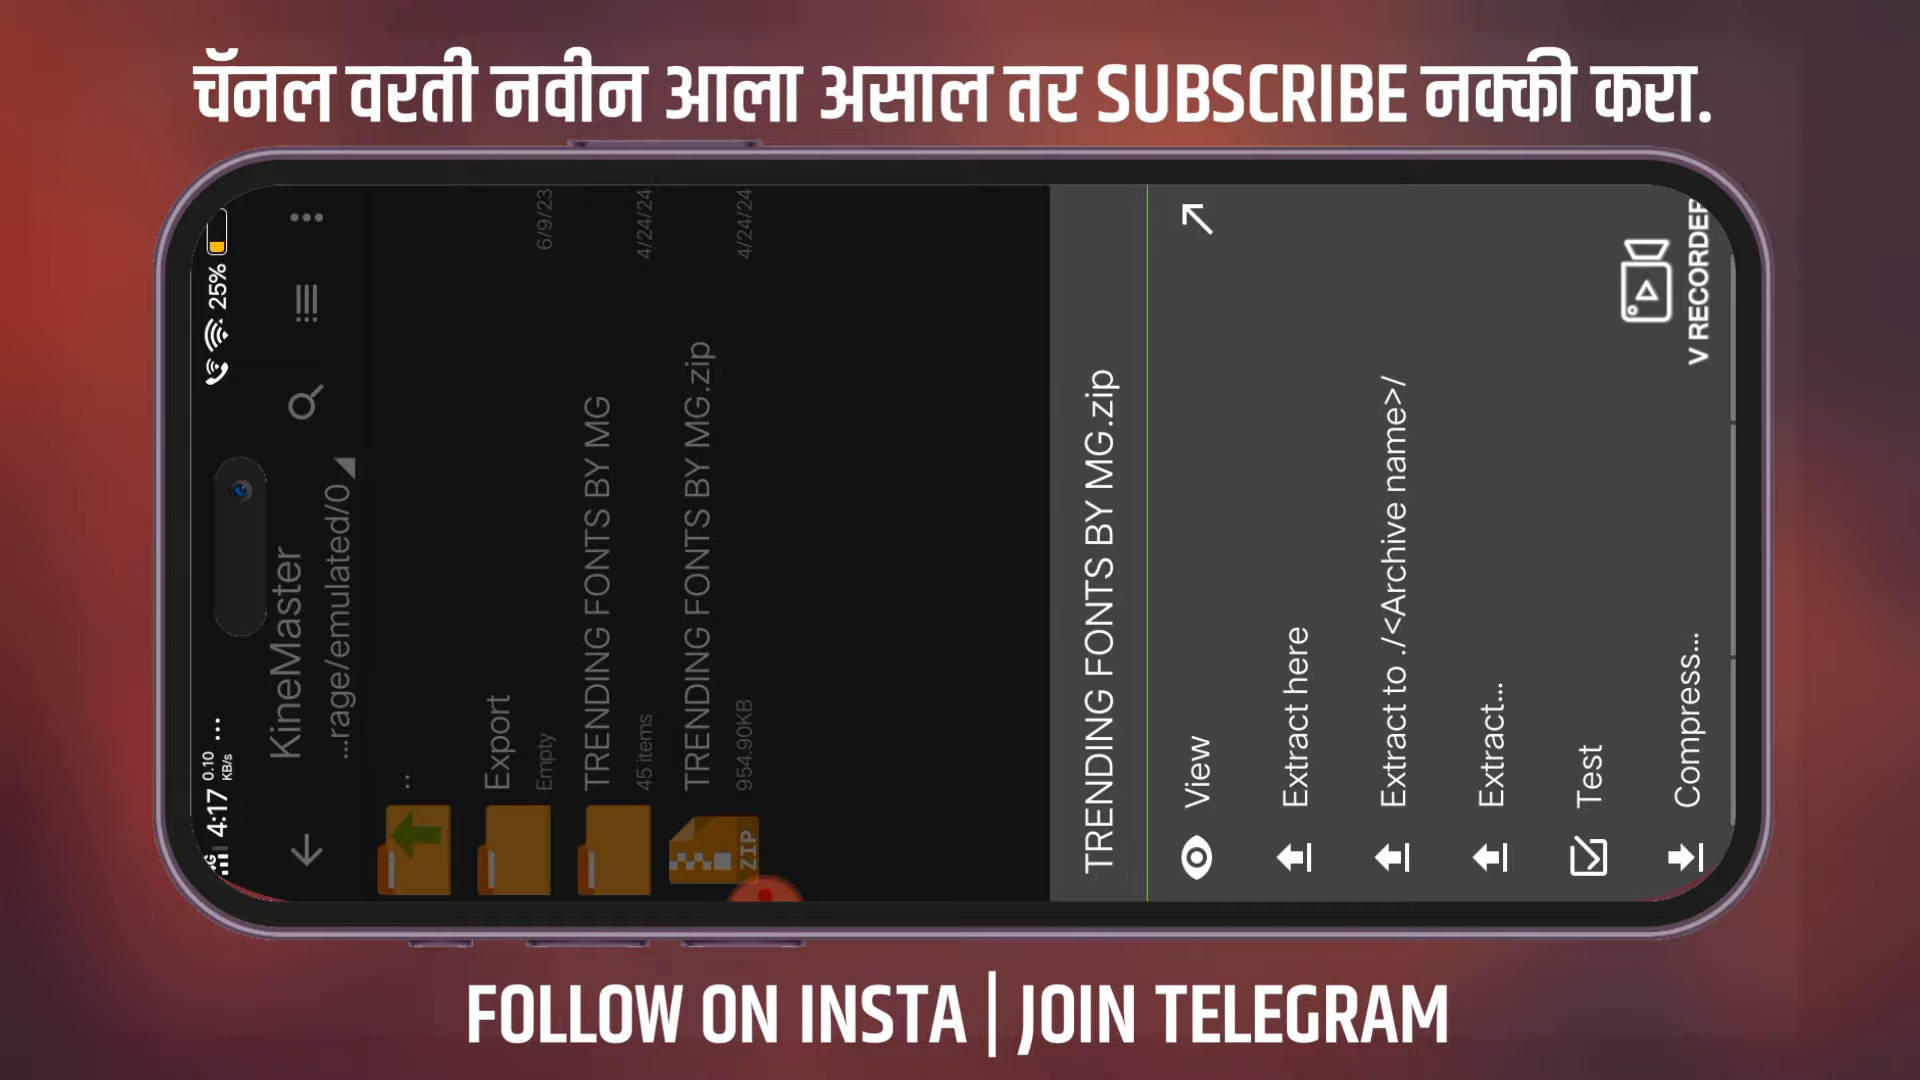 चॅनल वरती नवीन आला असाल तर SUBSCRIBE नक्की करा.
4G 4:17 0.10 KB/s ... 25%
KineMaster
...rage/emulated/0
..
Export
Empty
6/9/23
TRENDING FONTS BY MG
45 items
4/24/24
TRENDING FONTS BY MG.zip
954.90KB
4/24/24
ZIP
TRENDING FONTS BY MG.zip
View
Extract here
Extract to ./<Archive name>/
Extract...
Test
Compress...
V RECORDER
FOLLOW ON INSTA | JOIN TELEGRAM